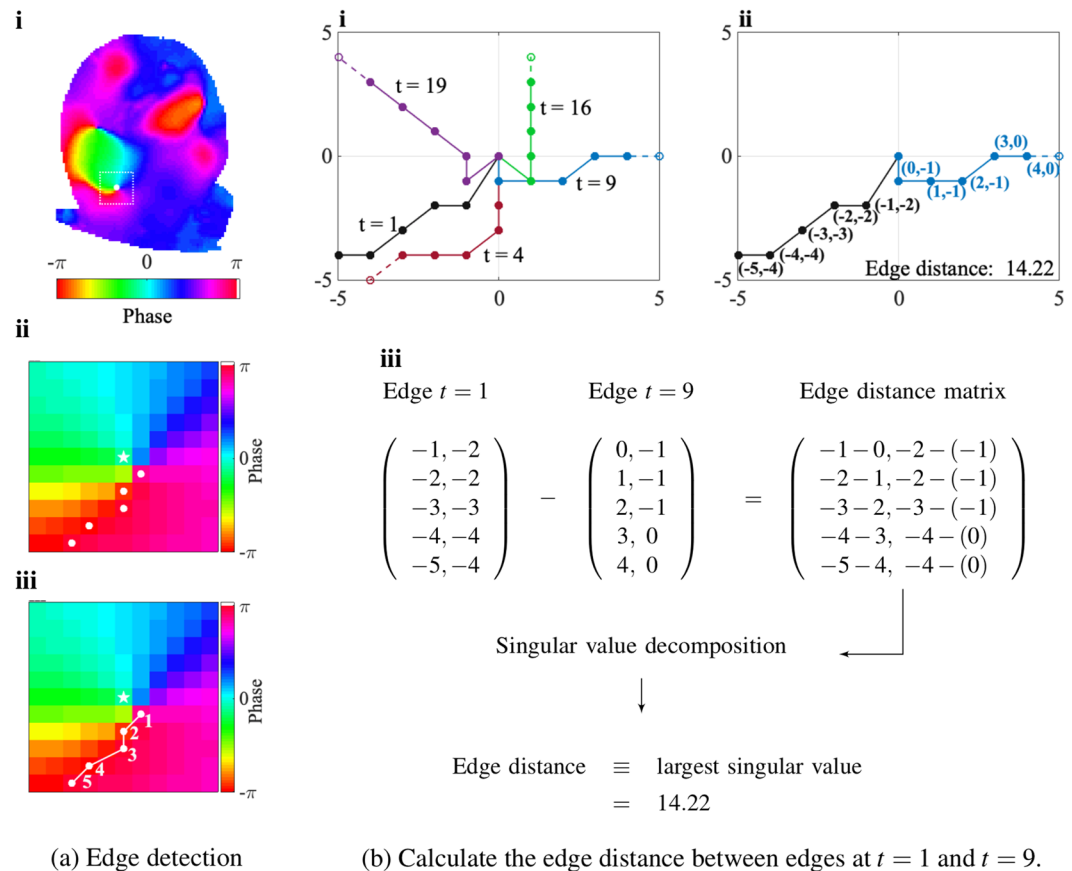 i
-π
0
π
Phase
ii
π
0
-π
Phase
iii
π
0
-π
Phase
1
2
3
4
5
(a) Edge detection
i
5
0
-5
-5
0
5
t = 19
t = 16
t = 9
t = 1
t = 4
ii
5
0
-5
-5
0
5
(3,0)
(4,0)
(0,-1)
(1,-1)
(2,-1)
(-1,-2)
(-2,-2)
(-3,-3)
(-4,-4)
(-5,-4)
Edge distance: 14.22
iii
Edge t = 1 Edge t = 9 Edge distance matrix
−1,−2 0,−1 −1−0,−2−(−1)
−2,−2 1,−1 −2−1,−2−(−1)
−3,−3 − 2,−1 = −3−2,−3−(−1)
−4,−4 3, 0 −4−3, −4−(0)
−5,−4 4, 0 −5−4, −4−(0)
Singular value decomposition
Edge distance ≡ largest singular value
= 14.22
(b) Calculate the edge distance between edges at t = 1 and t = 9.